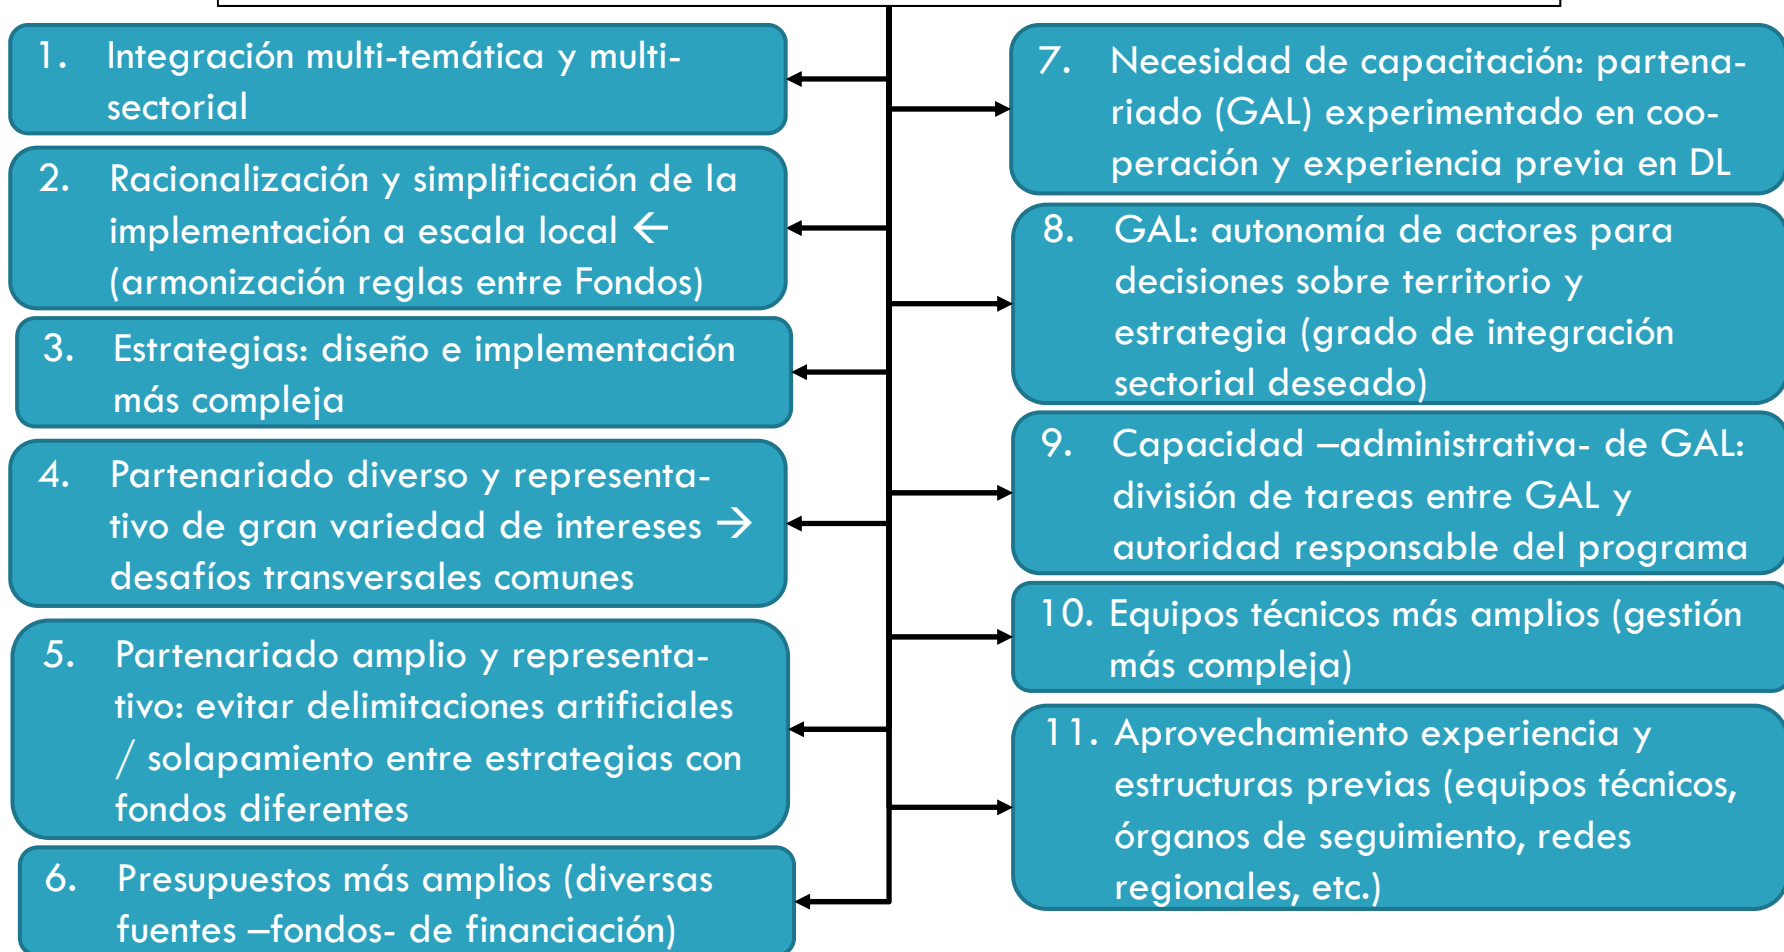 1. Integración multi-temática y multi-
sectorial
2. Racionalización y simplificación de la
implementación a escala local ←
(armonización reglas entre Fondos)
3. Estrategias: diseño e implementación
más compleja
4. Partenariado diverso y representa-
tivo de gran variedad de intereses →
desafíos transversales comunes
5. Partenariado amplio y representa-
tivo: evitar delimitaciones artificiales
/ solapamiento entre estrategias con
fondos diferentes
6. Presupuestos más amplios (diversas
fuentes –fondos- de financiación)
7. Necesidad de capacitación: partena-
riado (GAL) experimentado en coo-
peración y experiencia previa en DL
8. GAL: autonomía de actores para
decisiones sobre territorio y
estrategia (grado de integración
sectorial deseado)
9. Capacidad –administrativa- de GAL:
división de tareas entre GAL y
autoridad responsable del programa
10. Equipos técnicos más amplios (gestión
más compleja)
11. Aprovechamiento experiencia y
estructuras previas (equipos técnicos,
órganos de seguimiento, redes
regionales, etc.)